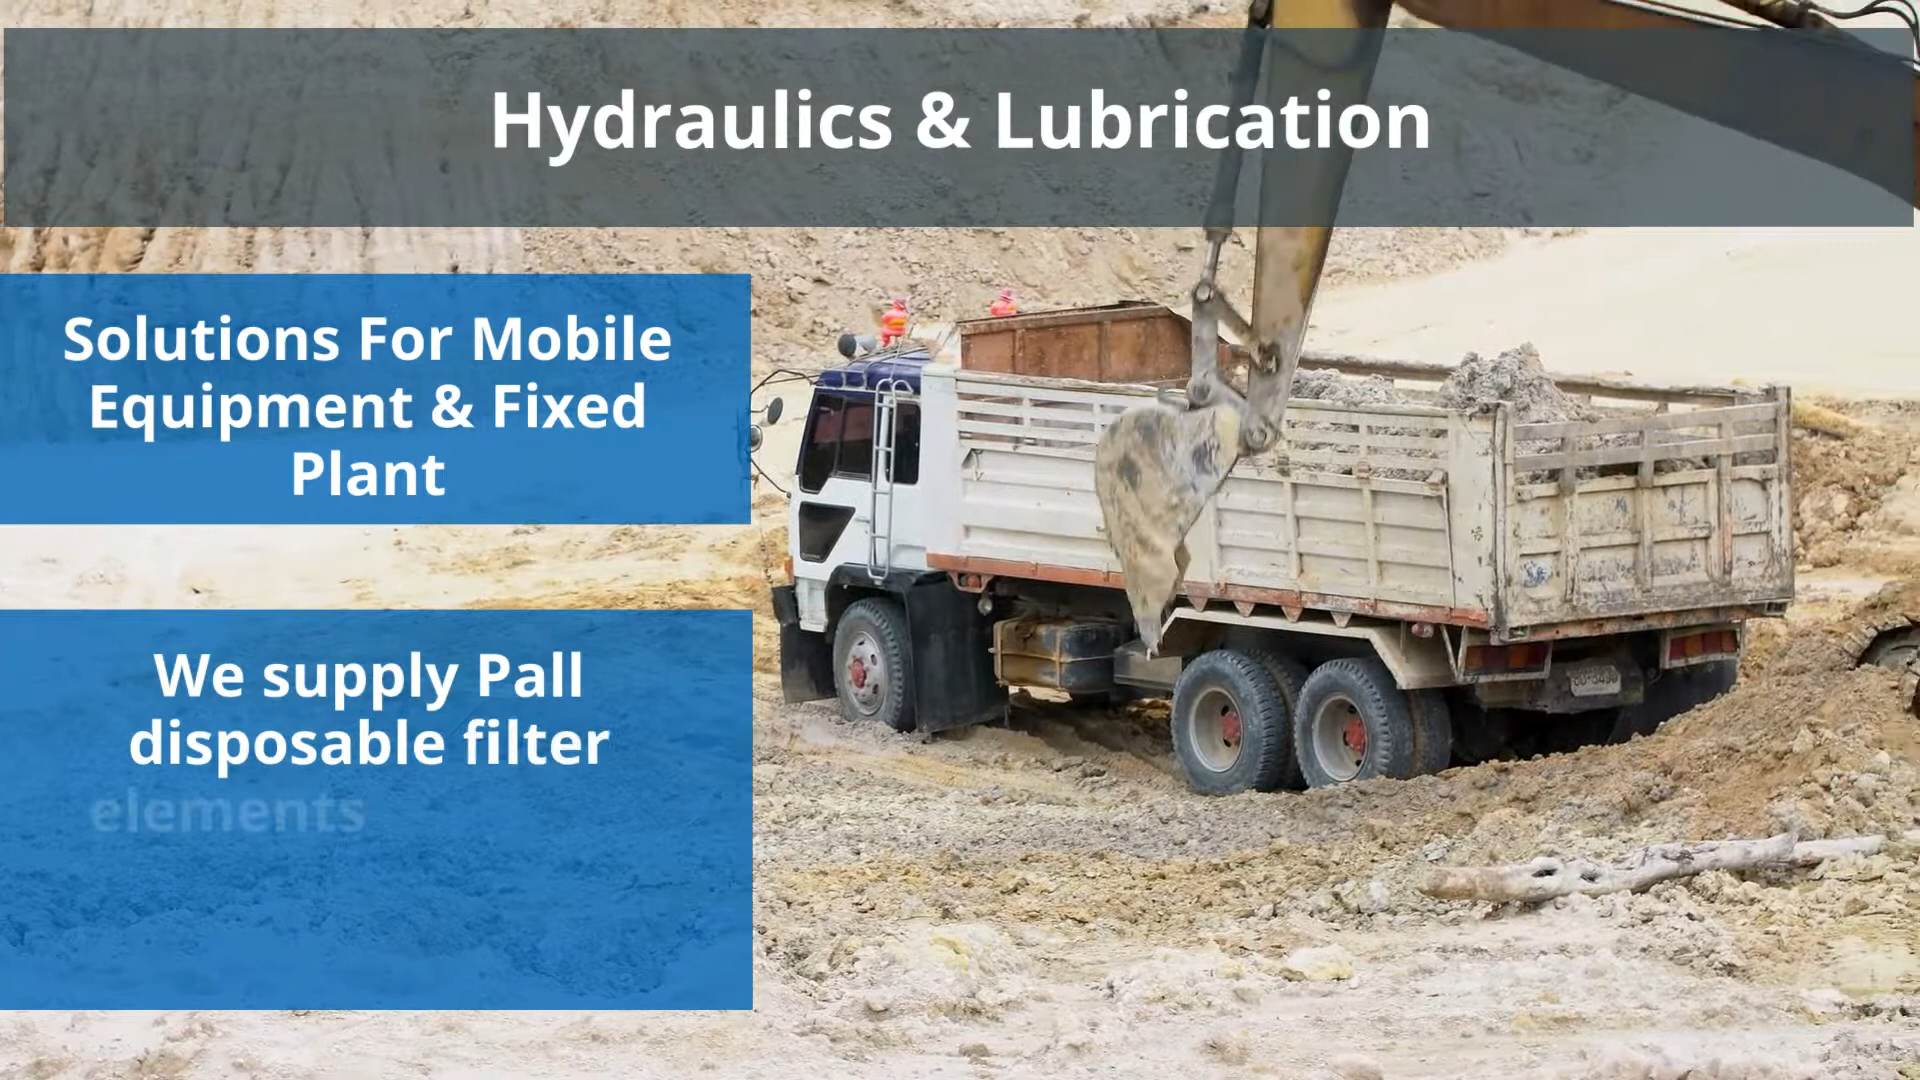 Hydraulics & Lubrication
Solutions For Mobile
Equipment & Fixed
Plant
We supply Pall
disposable filter
elements